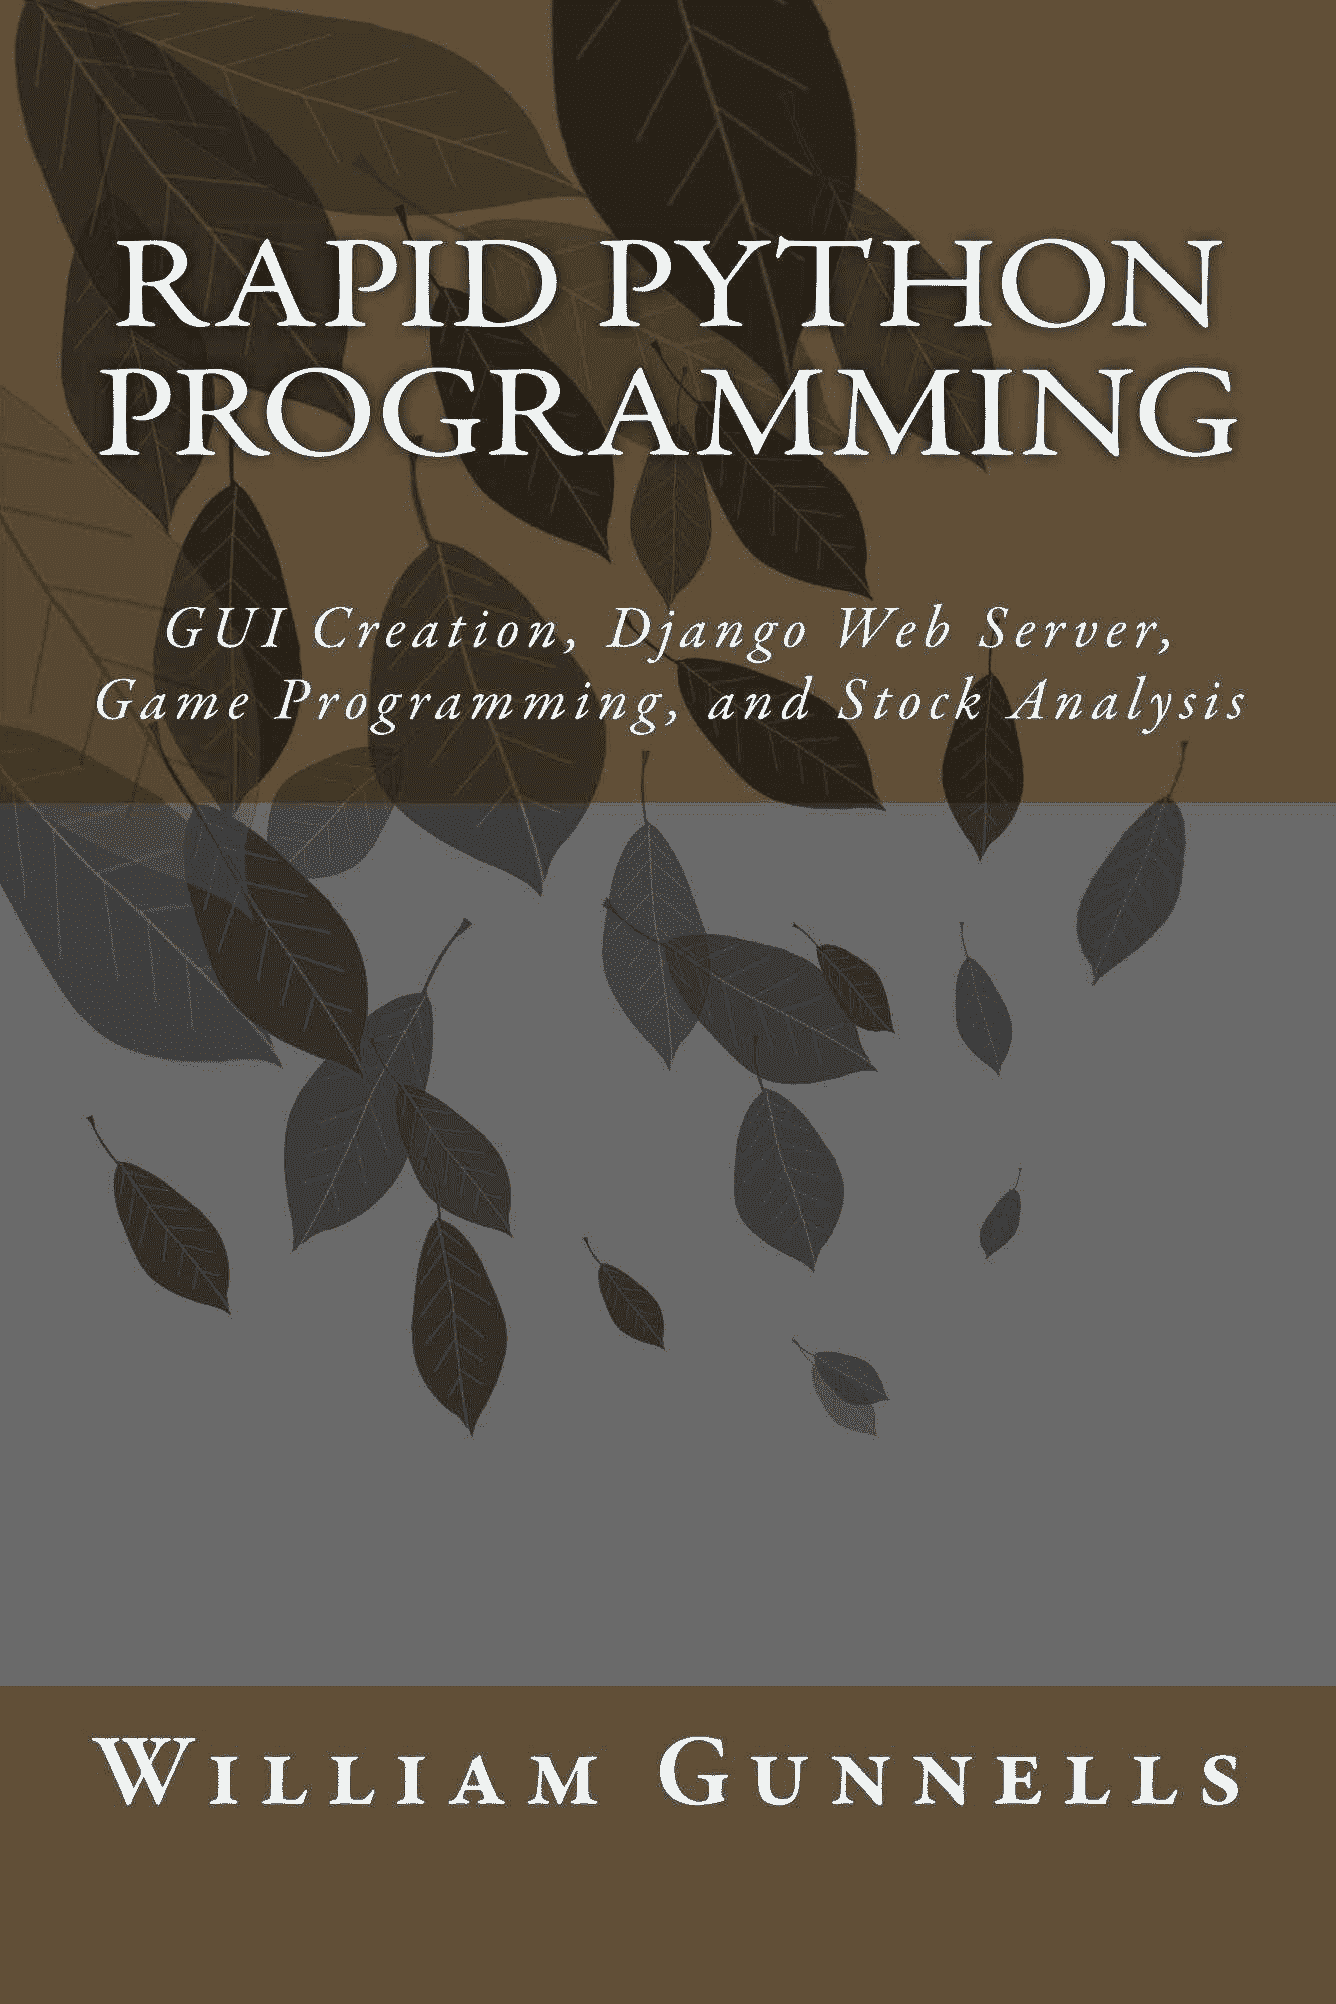 RAPID PYTHON
PROGRAMMING
GUI Creation, Django Web Server,
Game Programming, and Stock Analysis
WILLIAM GUNNELLS